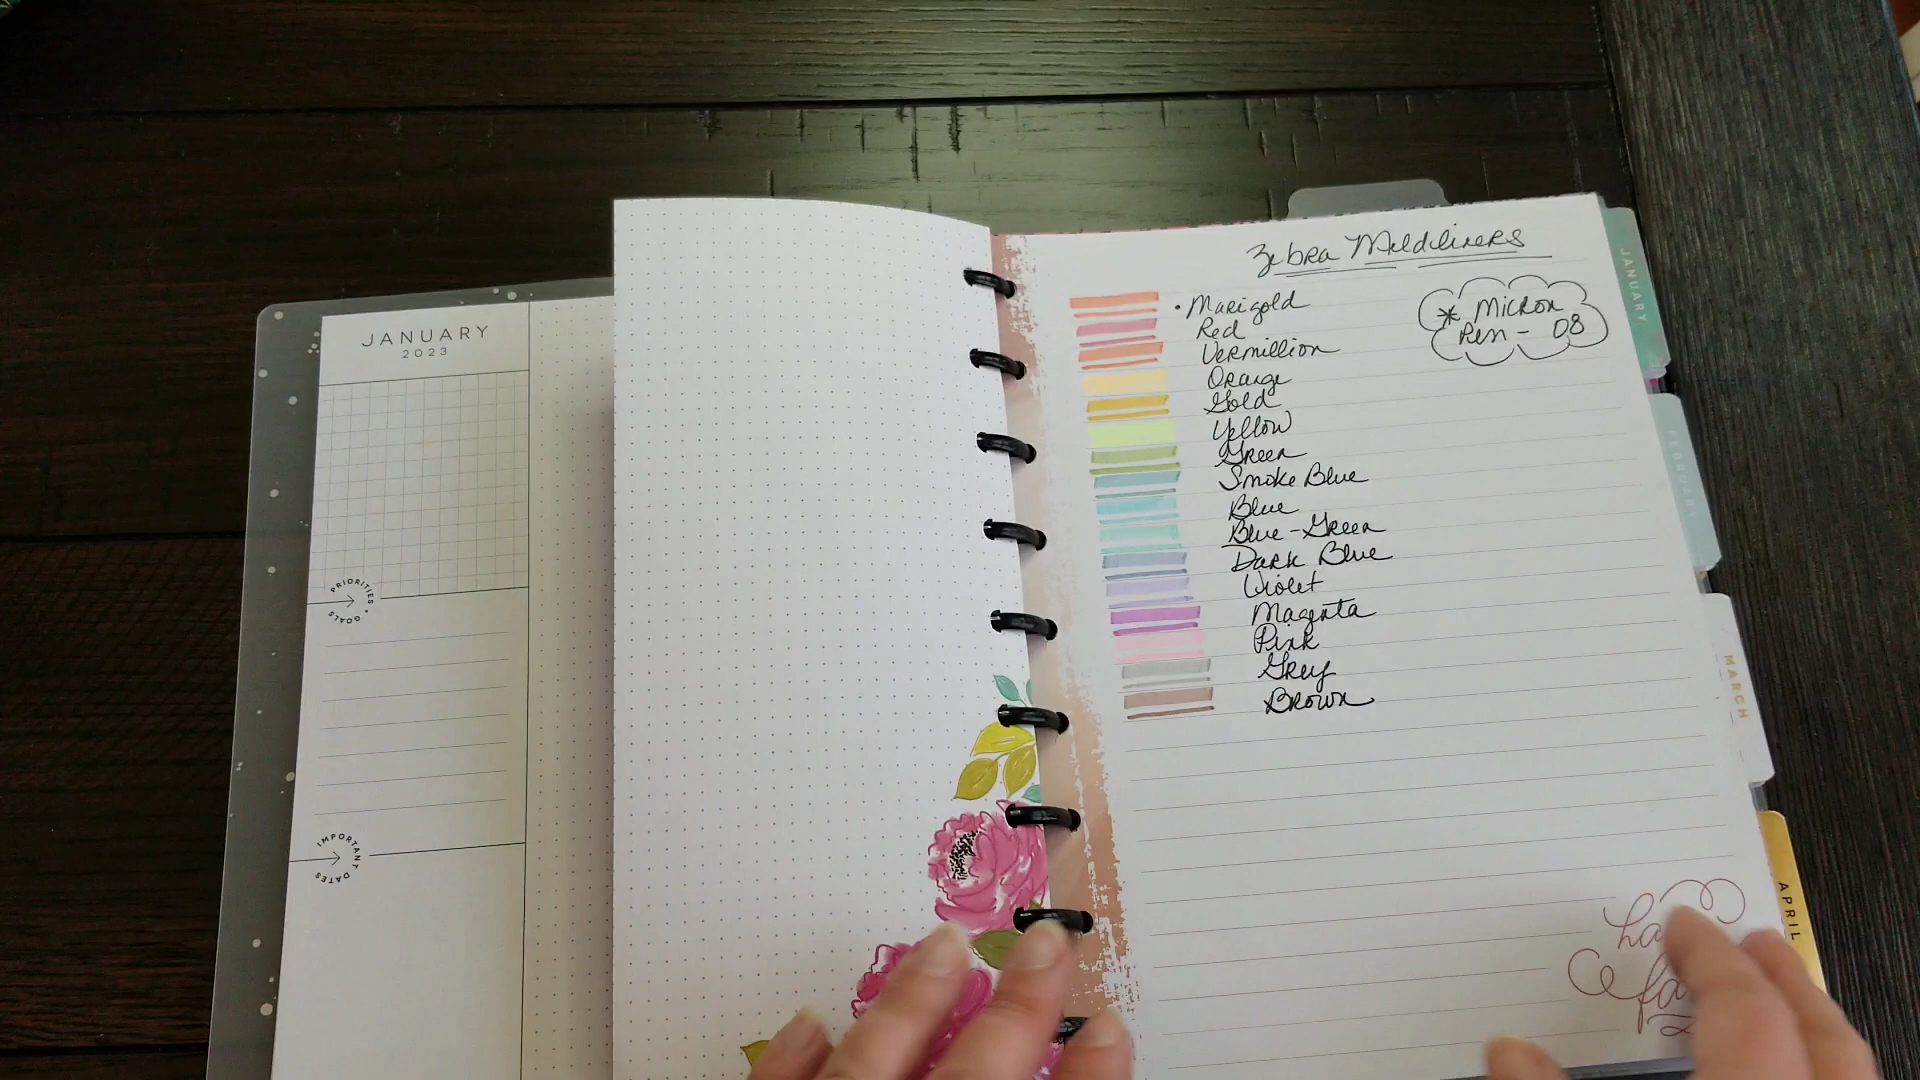 JANUARY
2023
PRIORITIES • GOALS
IMPORTANT DATES
Zebra Mildliners
• Marigold
Red
Vermillion
Orange
Gold
Yellow
Green
Smoke Blue
Blue
Blue-Green
Dark Blue
Violet
Magenta
Pink
Grey
Brown
* Micron
Pen - 08
JANUARY
FEBRUARY
MARCH
APRIL